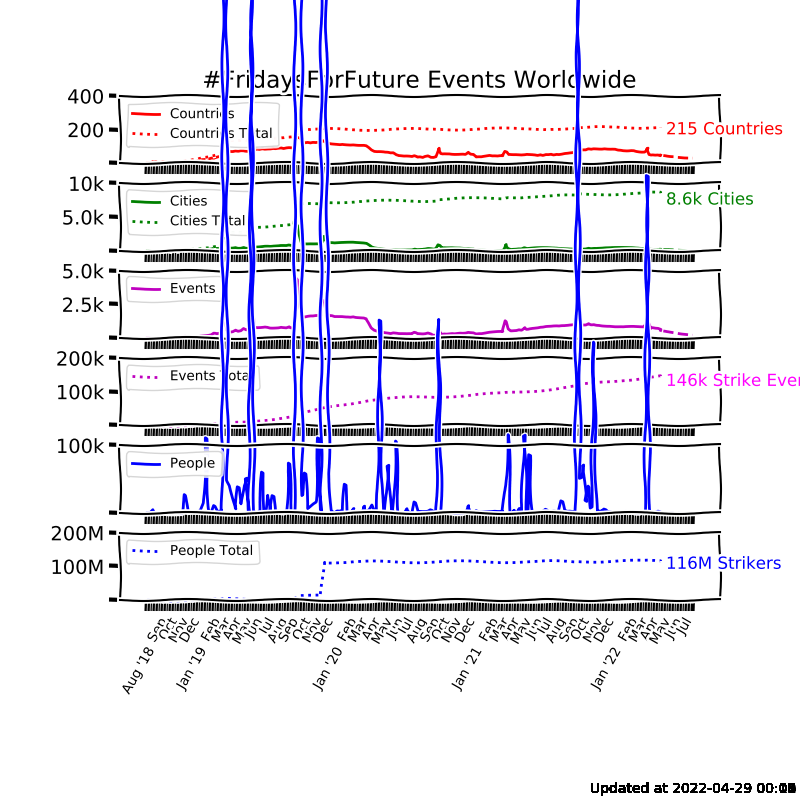 #FridaysForFuture Events Worldwide
400
200
Countries
Countries Total
215 Countries
10k
5.0k
Cities
Cities Total
8.6k Cities
5.0k
2.5k
Events
200k
100k
Events Total
146k Strike Even
100k
People
200M
100M
People Total
116M Strikers
Aug '18 Sep Oct Nov Dec Jan '19 Feb Mar Apr May Jun Jul Aug Sep Oct Nov Dec Jan '20 Feb Mar Apr May Jun Jul Aug Sep Oct Nov Dec Jan '21 Feb Mar Apr May Jun Jul Aug Sep Oct Nov Dec Jan '22 Feb Mar Apr May Jun Jul
Updated at 2022-04-29 00: